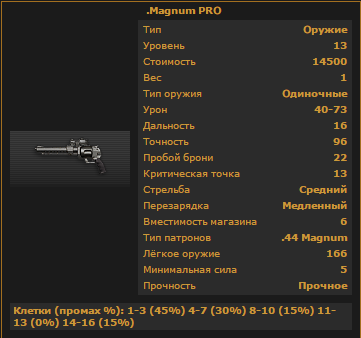 .Magnum PRO
Тип Оружие
Уровень 13
Стоимость 14500
Вес 1
Тип оружия Одиночные
Урон 40-73
Дальность 16
Точность 96
Пробой брони 22
Критическая точка 13
Стрельба Средний
Перезарядка Медленный
Вместимость магазина 6
Тип патронов .44 Magnum
Лёгкое оружие 166
Минимальная сила 5
Прочность Прочное
Клетки (промах %): 1-3 (45%) 4-7 (30%) 8-10 (15%) 11-
13 (0%) 14-16 (15%)